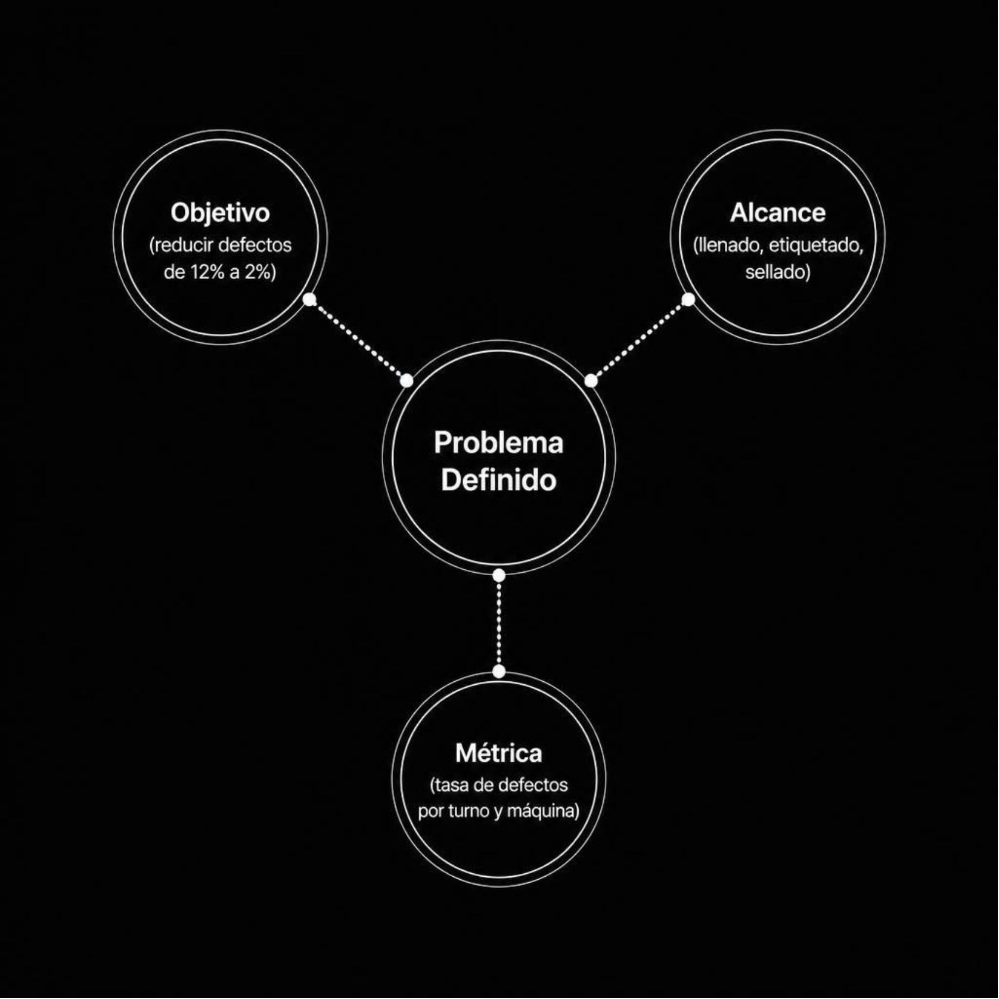 Objetivo
(reducir defectos
de 12% a 2%)
Alcance
(llenado, etiquetado,
sellado)
Problema
Definido
Métrica
(tasa de defectos
por turno y máquina)